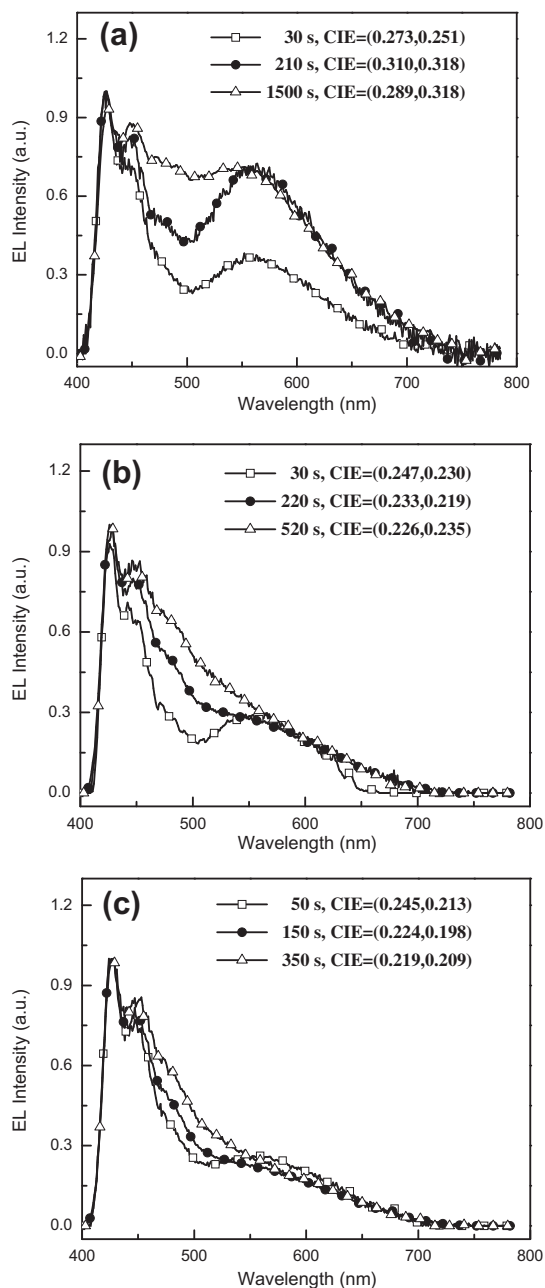 (a)
30 s, CIE=(0.273,0.251)
210 s, CIE=(0.310,0.318)
1500 s, CIE=(0.289,0.318)
1.2
0.9
0.6
0.3
0.0
EL Intensity (a.u.)
400 500 600 700 800
Wavelength (nm)
(b)
30 s, CIE=(0.247,0.230)
220 s, CIE=(0.233,0.219)
520 s, CIE=(0.226,0.235)
1.2
0.9
0.6
0.3
0.0
EL Intensity (a.u.)
400 500 600 700 800
Wavelength (nm)
(c)
50 s, CIE=(0.245,0.213)
150 s, CIE=(0.224,0.198)
350 s, CIE=(0.219,0.209)
1.2
0.9
0.6
0.3
0.0
EL Intensity (a.u.)
400 500 600 700 800
Wavelength (nm)